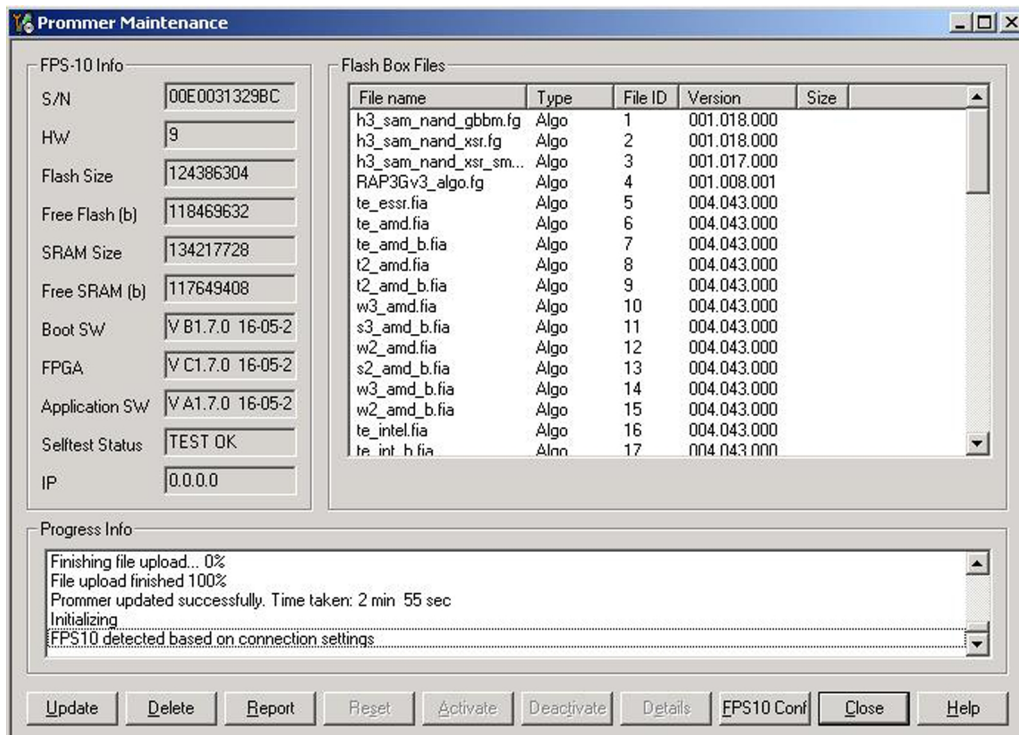 Prommer Maintenance
FPS-10 Info
S/N 00E0031329BC
HW 9
Flash Size 124386304
Free Flash (b) 118469632
SRAM Size 134217728
Free SRAM (b) 117649408
Boot SW V B1.7.0 16-05-2
FPGA V C1.7.0 16-05-2
Application SW V A1.7.0 16-05-2
Selftest Status TEST OK
IP 0.0.0.0
Flash Box Files
File name Type File ID Version Size
h3_sam_nand_gbbm.fg Algo 1 001.018.000
h3_sam_nand_xsr.fg Algo 2 001.018.000
h3_sam_nand_xsr_sm... Algo 3 001.017.000
RAP3Gv3_algo.fg Algo 4 001.008.001
te_essr.fia Algo 5 004.043.000
te_amd.fia Algo 6 004.043.000
te_amd_b.fia Algo 7 004.043.000
t2_amd.fia Algo 8 004.043.000
t2_amd_b.fia Algo 9 004.043.000
w3_amd.fia Algo 10 004.043.000
s3_amd_b.fia Algo 11 004.043.000
w2_amd.fia Algo 12 004.043.000
s2_amd_b.fia Algo 13 004.043.000
w3_amd_b.fia Algo 14 004.043.000
w2_amd_b.fia Algo 15 004.043.000
te_intel.fia Algo 16 004.043.000
te_int_b.fia Algo 17 004.043.000
Progress Info
Finishing file upload... 0%
File upload finished 100%
Prommer updated successfully. Time taken: 2 min 55 sec
Initializing
FPS10 detected based on connection settings
Update Delete Report Reset Activate Deactivate Details FPS10 Conf Close Help